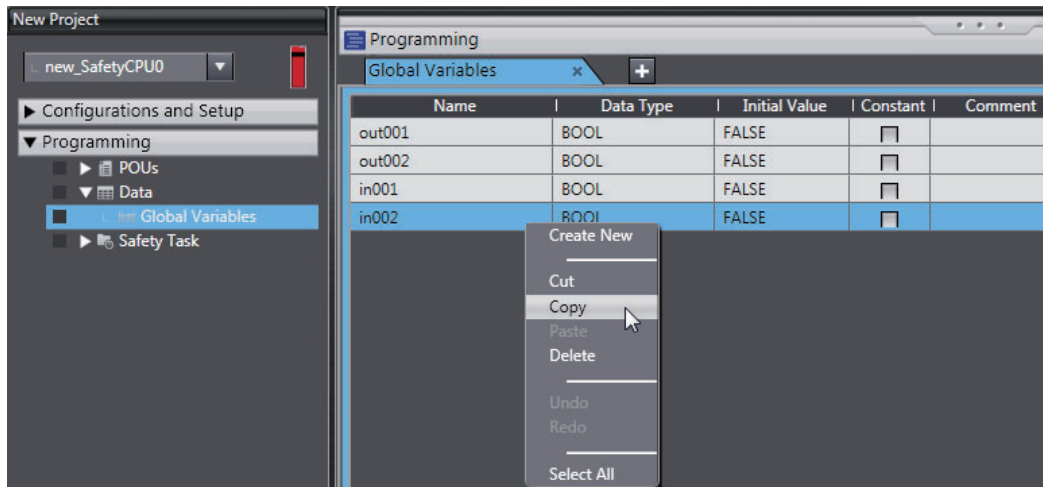 New Project
new_SafetyCPU0
Configurations and Setup
Programming
POUs
Data
Global Variables
Safety Task
Programming
Global Variables
Name Data Type Initial Value Constant Comment
out001 BOOL FALSE
out002 BOOL FALSE
in001 BOOL FALSE
in002 BOOL FALSE
Create New
Cut
Copy
Paste
Delete
Undo
Redo
Select All